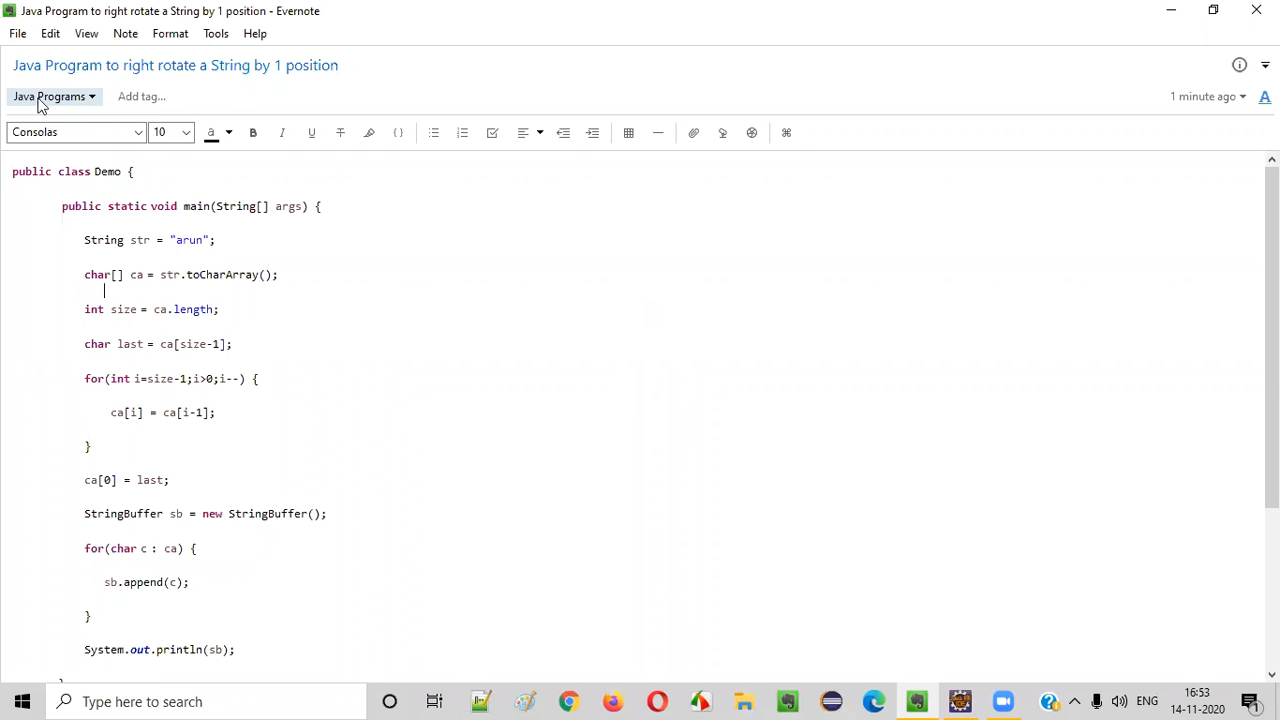 Java Program to right rotate a String by 1 position - Evernote
File Edit View Note Format Tools Help
Java Program to right rotate a String by 1 position
Java Programs Add tag... 1 minute ago
Consolas 10
public class Demo {
public static void main(String[] args) {
String str = "arun";
char[] ca = str.toCharArray();
int size = ca.length;
char last = ca[size-1];
for(int i=size-1;i>0;i--) {
ca[i] = ca[i-1];
}
ca[0] = last;
StringBuffer sb = new StringBuffer();
for(char c : ca) {
sb.append(c);
}
System.out.println(sb);
}
Type here to search
ENG
16:53
14-11-2020